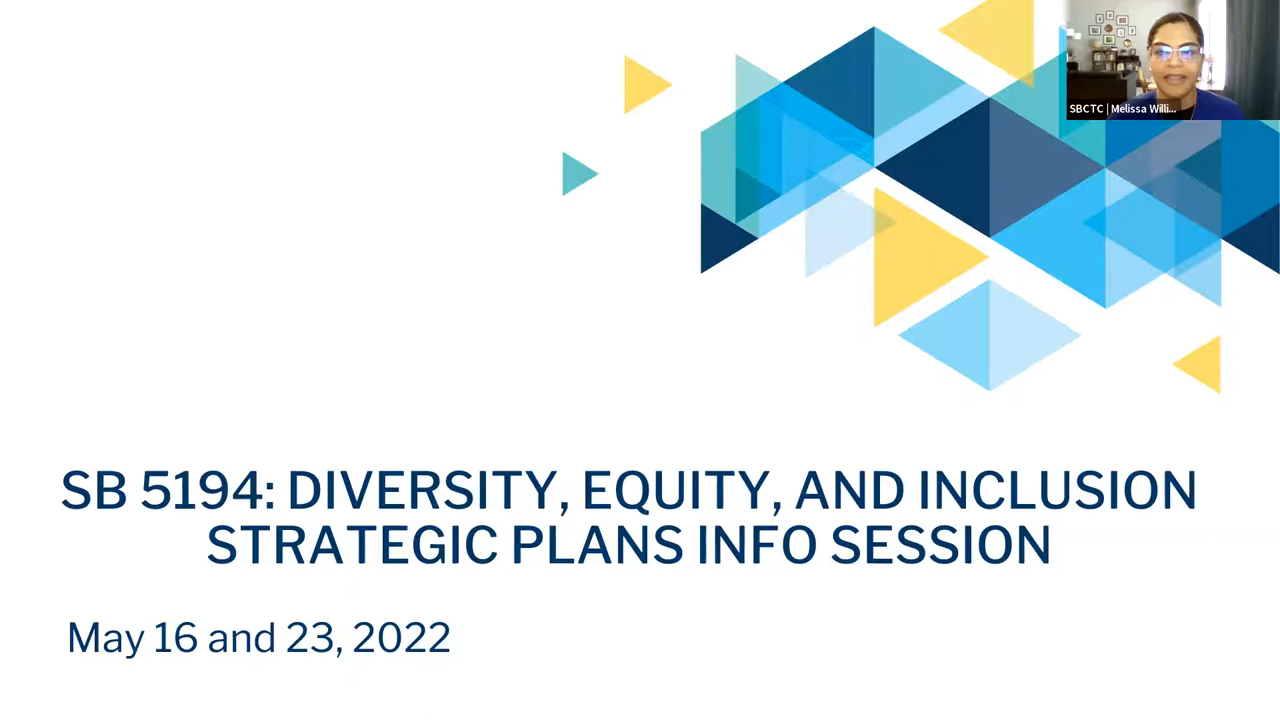 SBCTC | Melissa Willi...
SB 5194: DIVERSITY, EQUITY, AND INCLUSION
STRATEGIC PLANS INFO SESSION
May 16 and 23, 2022